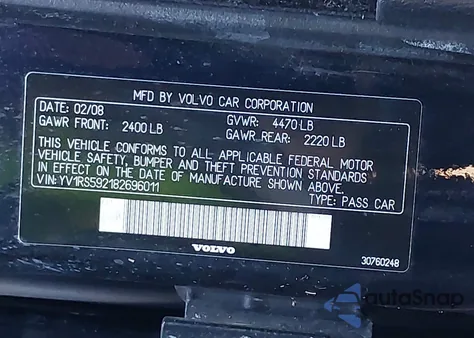 MFD BY VOLVO CAR CORPORATION
DATE: 02/08 GVWR: 4470 LB
GAWR FRONT: 2400 LB GAWR REAR: 2220 LB
THIS VEHICLE CONFORMS TO ALL APPLICABLE FEDERAL MOTOR
VEHICLE SAFETY, BUMPER AND THEFT PREVENTION STANDARDS
IN EFFECT ON THE DATE OF MANUFACTURE SHOWN ABOVE.
VIN: YV1RS592182696011 TYPE: PASS CAR
VOLVO
30760248
autoSnap